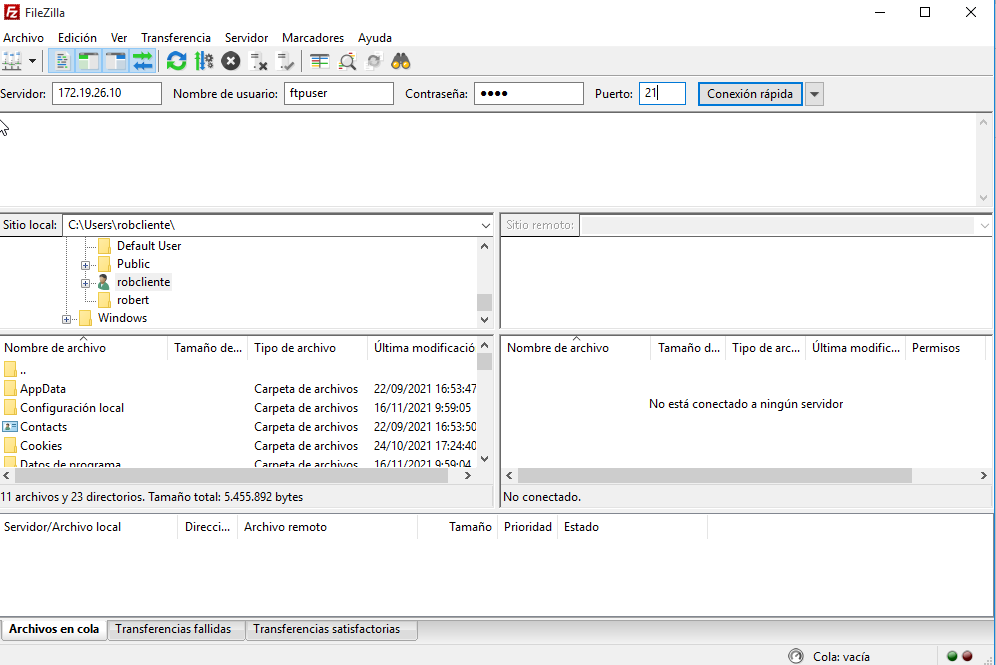 FileZilla
Archivo Edición Ver Transferencia Servidor Marcadores Ayuda
Servidor: 172.19.26.10 Nombre de usuario: ftpuser Contraseña: ●●●● Puerto: 21 Conexión rápida
Sitio local: C:\Users\robcliente\
Default User
Public
robcliente
robert
Windows
Sitio remoto:
Nombre de archivo Tamaño de... Tipo de archivo Última modificació
..
AppData Carpeta de archivos 22/09/2021 16:53:47
Configuración local Carpeta de archivos 16/11/2021 9:59:05
Contacts Carpeta de archivos 22/09/2021 16:53:50
Cookies Carpeta de archivos 24/10/2021 17:24:40
Datos de programa Carpeta de archivos 16/11/2021 9:59:04
11 archivos y 23 directorios. Tamaño total: 5.455.892 bytes
Nombre de archivo Tamaño d... Tipo de arc... Última modific... Permisos
No está conectado a ningún servidor
No conectado.
Servidor/Archivo local Direcci... Archivo remoto Tamaño Prioridad Estado
Archivos en cola Transferencias fallidas Transferencias satisfactorias
Cola: vacía